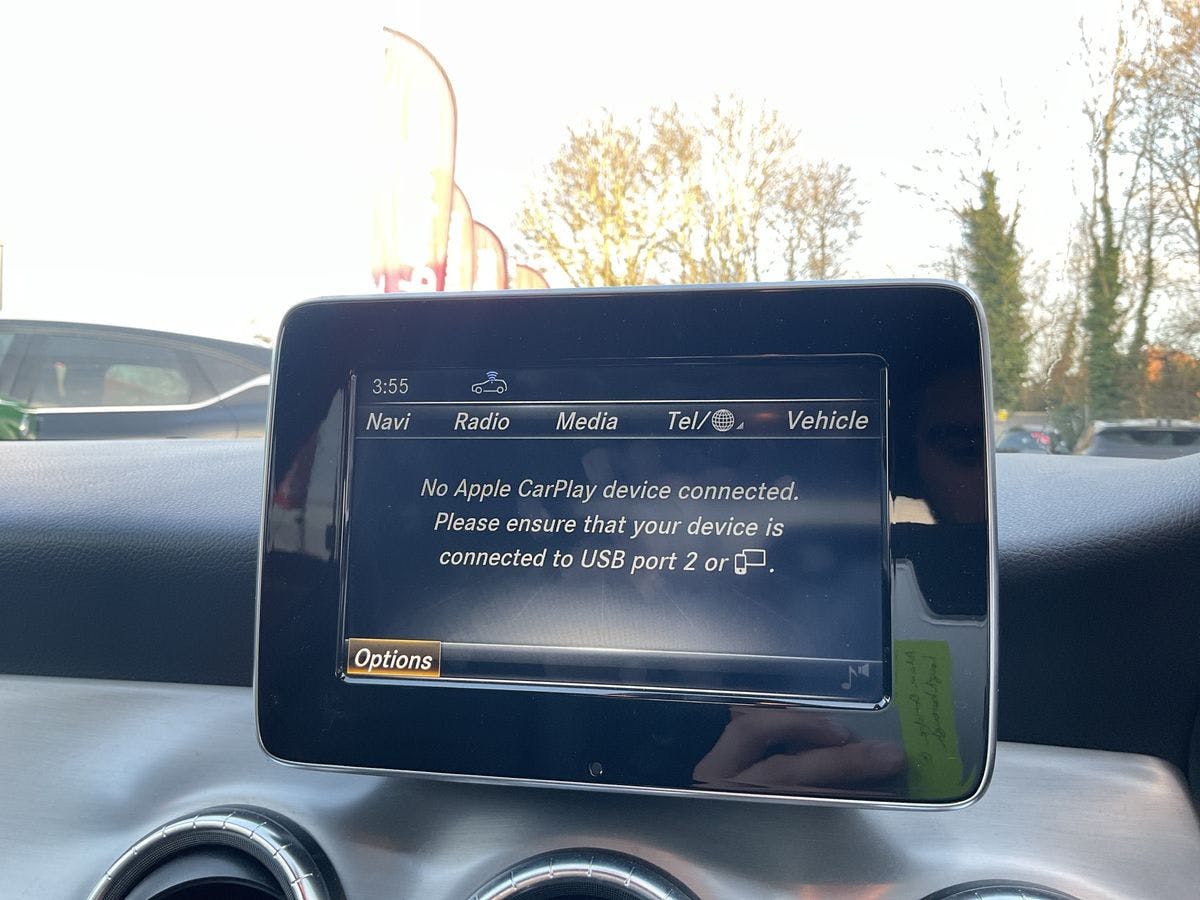 3:55
Navi Radio Media Tel/ Vehicle
No Apple CarPlay device connected.
Please ensure that your device is
connected to USB port 2 or .
Options